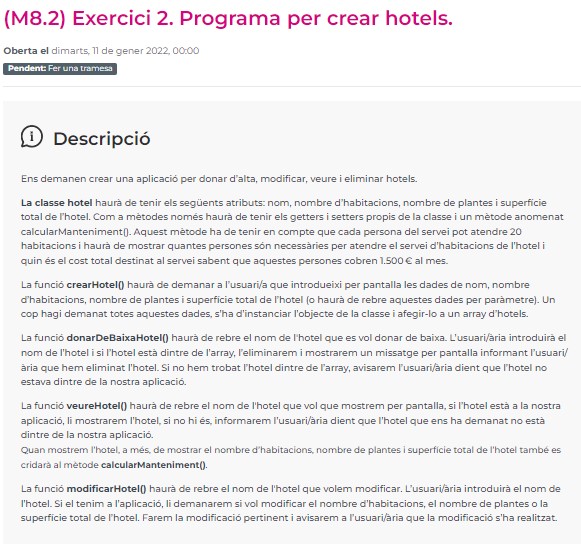 (M8.2) Exercici 2. Programa per crear hotels.
Oberta el dimarts, 11 de gener 2022, 00:00
Pendent: Fer una tramesa
Descripció
Ens demanen crear una aplicació per donar d'alta, modificar, veure i eliminar hotels.
La classe hotel haurà de tenir els següents atributs: nom, nombre d'habitacions, nombre de plantes i superfície
total de l'hotel. Com a mètodes només haurà de tenir els getters i setters propis de la classe i un mètode anomenat
calcularManteniment(). Aquest mètode ha de tenir en compte que cada persona del servei pot atendre 20
habitacions i haurà de mostrar quantes persones són necessàries per atendre el servei d'habitacions de l'hotel i
quin és el cost total destinat al servei sabent que aquestes persones cobren 1.500 € al mes.
La funció crearHotel() haurà de demanar a l'usuari/a que introdueixi per pantalla les dades de nom, nombre
d'habitacions, nombre de plantes i superfície total de l'hotel (o haurà de rebre aquestes dades per paràmetre). Un
cop hagi demanat totes aquestes dades, s'ha d'instanciar l'objecte de la classe i afegir-lo a un array d'hotels.
La funció donarDeBaixaHotel() haurà de rebre el nom de l'hotel que es vol donar de baixa. L'usuari/ària introduirà el
nom de l'hotel i si l'hotel està dintre de l'array, l'eliminarem i mostrarem un missatge per pantalla informant l'usuari/
ària que hem eliminat l'hotel. Si no hem trobat l'hotel dintre de l'array, avisarem l'usuari/ària dient que l'hotel no
estava dintre de la nostra aplicació.
La funció veureHotel() haurà de rebre el nom de l'hotel que vol que mostrem per pantalla, si l'hotel està a la nostra
aplicació, li mostrarem l'hotel, si no hi és, informarem l'usuari/ària dient que l'hotel que ens ha demanat no està
dintre de la nostra aplicació.
Quan mostrem l'hotel, a més, de mostrar el nombre d'habitacions, nombre de plantes i superfície total de l'hotel també es
cridarà al mètode calcularManteniment().
La funció modificarHotel() haurà de rebre el nom de l'hotel que volem modificar. L'usuari/ària introduirà el nom de
l'hotel. Si el tenim a l'aplicació, li demanarem si vol modificar el nombre d'habitacions, el nombre de plantes o la
superfície total de l'hotel. Farem la modificació pertinent i avisarem a l'usuari/ària que la modificació s'ha realitzat.